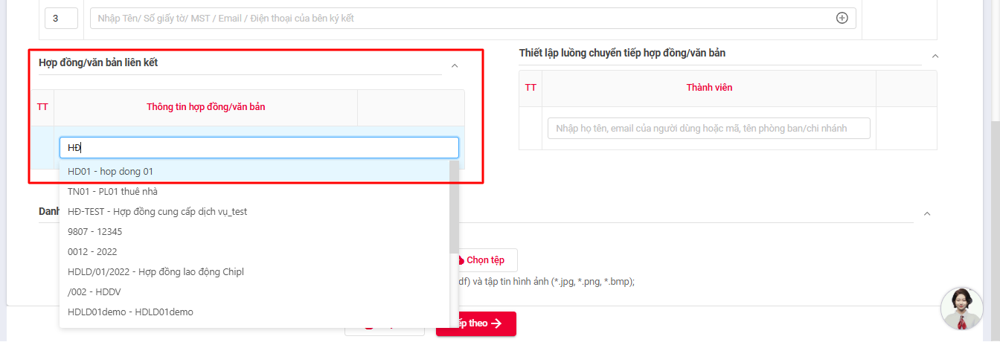 3
Nhập Tên/ Số giấy tờ/ MST / Email / Điện thoại của bên ký kết
Hợp đồng/văn bản liên kết
TT
Thông tin hợp đồng/văn bản
HĐ
HD01 - hop dong 01
TN01 - PL01 thuê nhà
HĐ-TEST - Hợp đồng cung cấp dịch vụ_test
9807 - 12345
0012 - 2022
HDLD/01/2022 - Hợp đồng lao động Chipl
/002 - HDDV
HDLD01demo - HDLD01demo
Thiết lập luồng chuyển tiếp hợp đồng/văn bản
TT
Thành viên
Nhập họ tên, email của người dùng hoặc mã, tên phòng ban/chi nhánh
Danh
Chọn tệp
df) và tập tin hình ảnh (*.jpg, *.png, *.bmp);
ếp theo